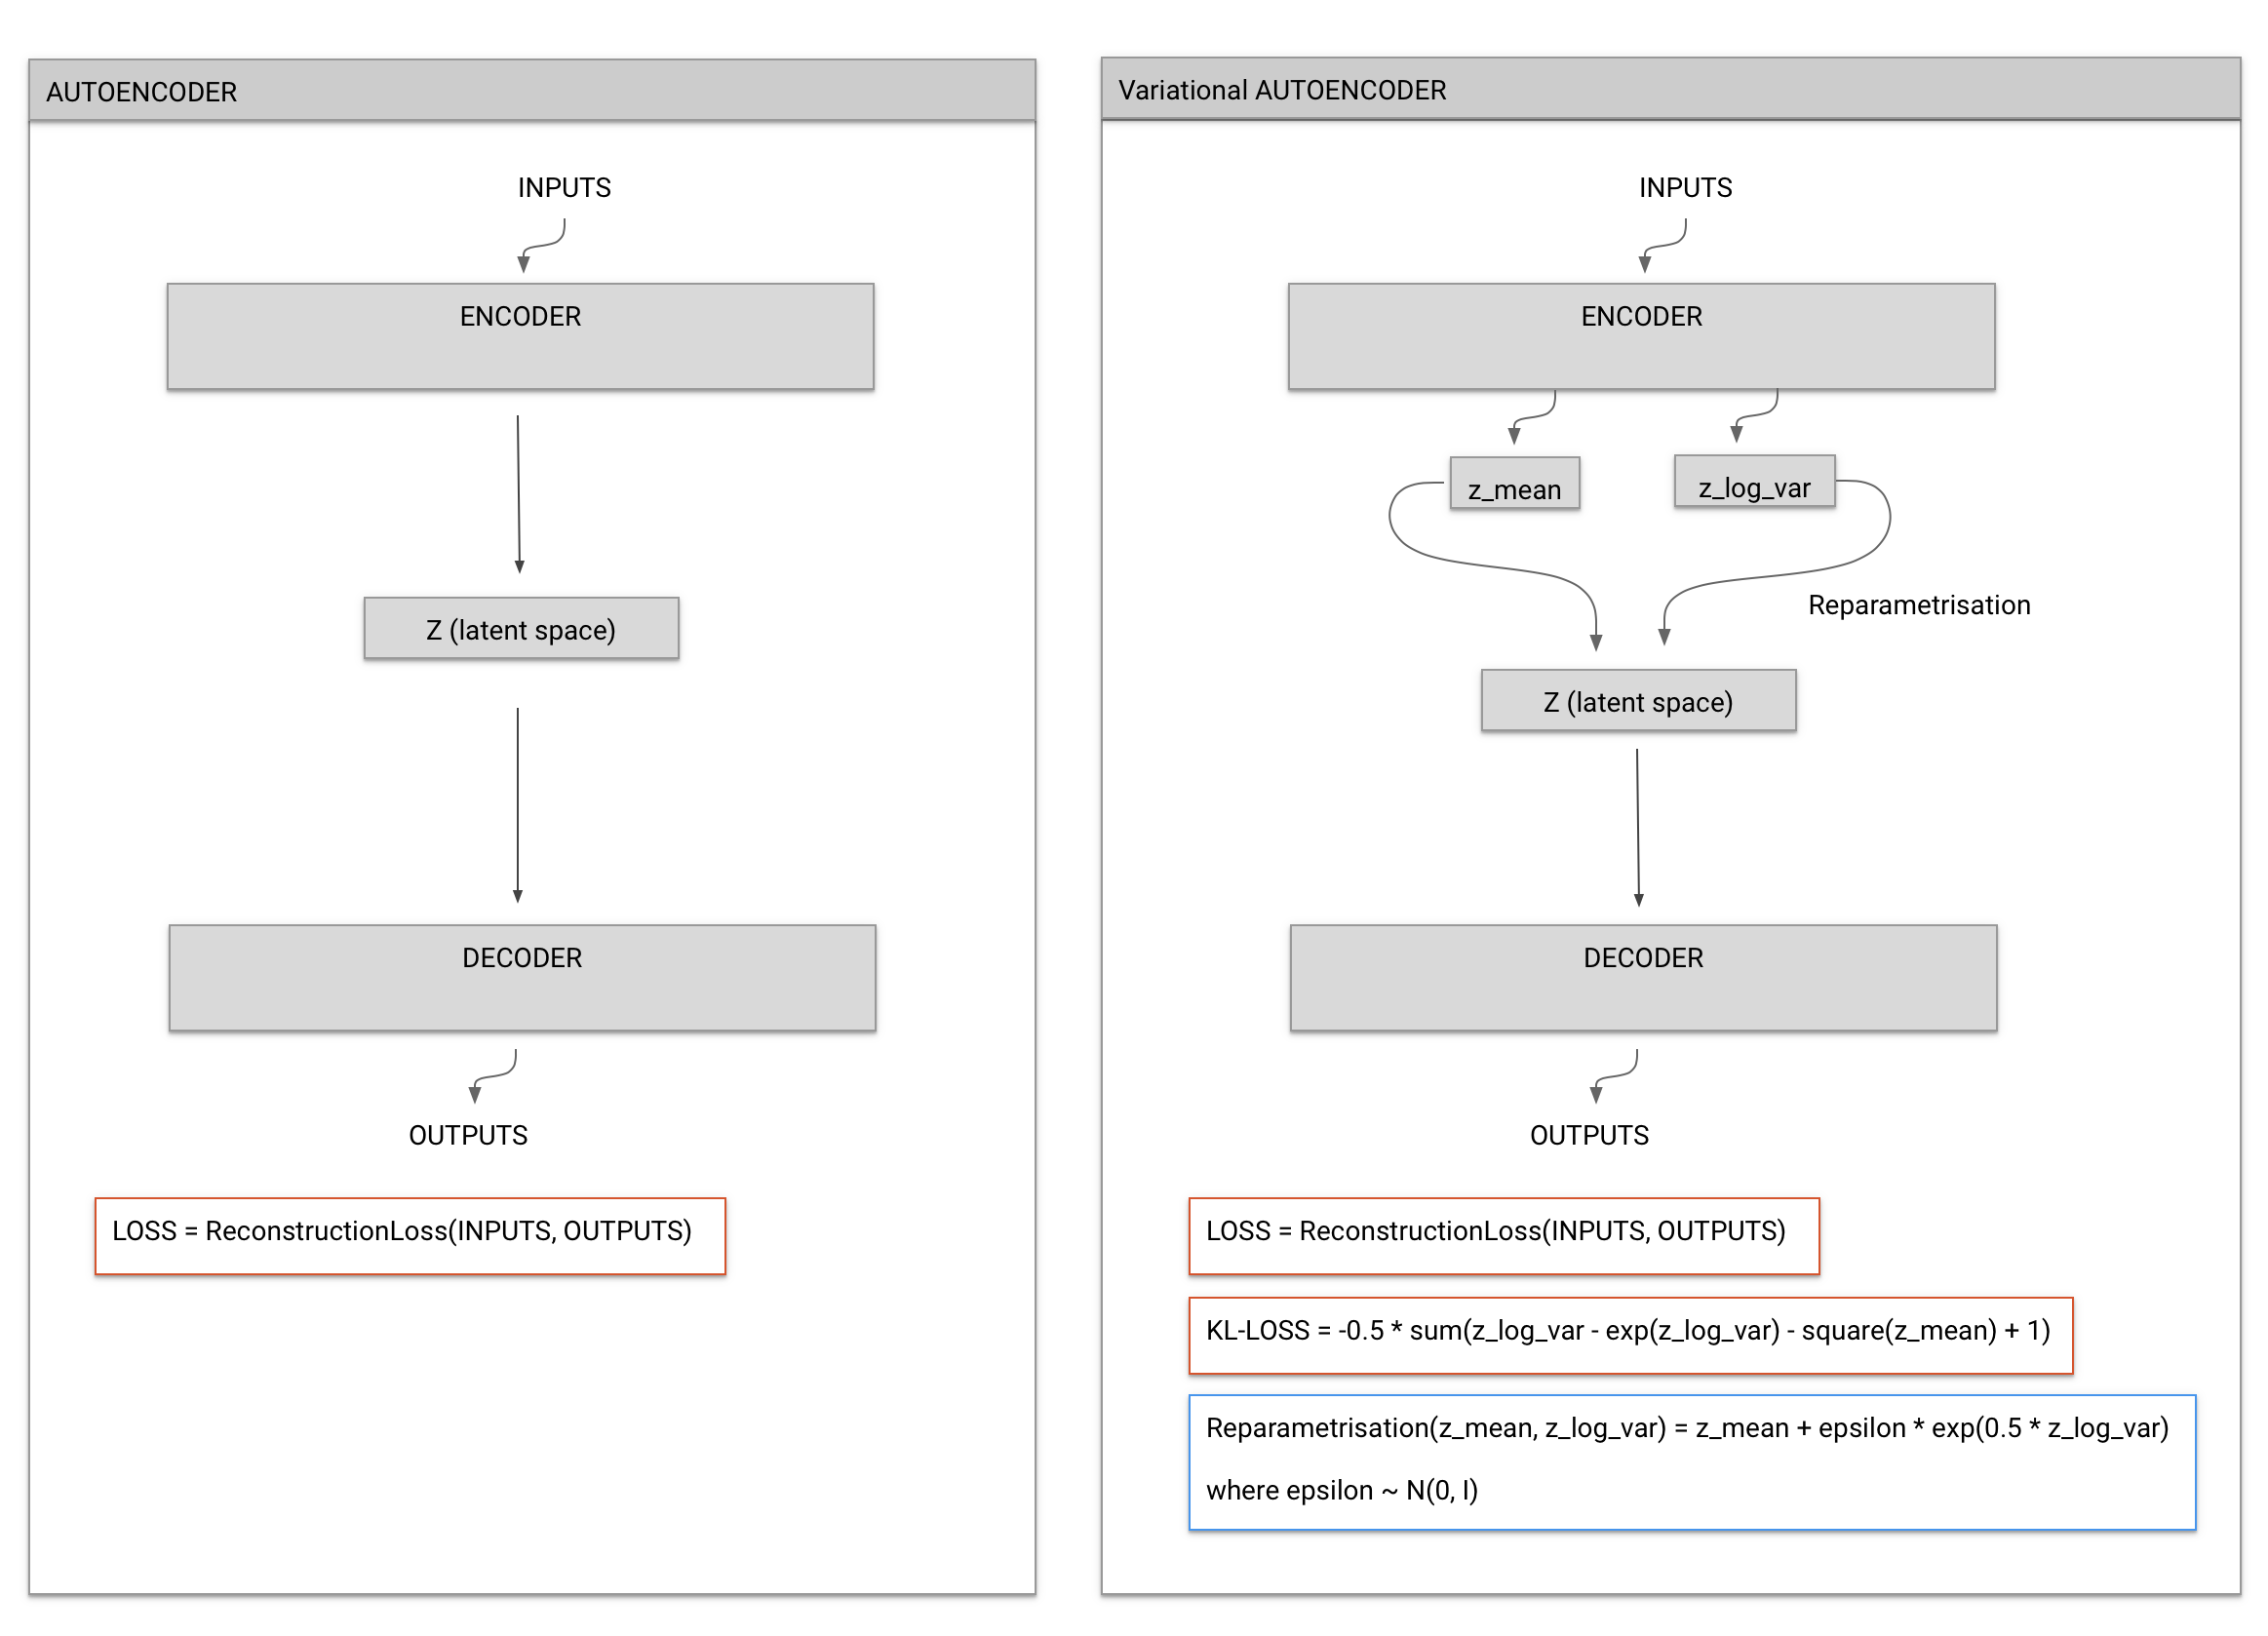 AUTOENCODER
INPUTS
ENCODER
Z (latent space)
DECODER
OUTPUTS
LOSS = ReconstructionLoss(INPUTS, OUTPUTS)
Variational AUTOENCODER
INPUTS
ENCODER
z_mean
z_log_var
Reparametrisation
Z (latent space)
DECODER
OUTPUTS
LOSS = ReconstructionLoss(INPUTS, OUTPUTS)
KL-LOSS = -0.5 * sum(z_log_var - exp(z_log_var) - square(z_mean) + 1)
Reparametrisation(z_mean, z_log_var) = z_mean + epsilon * exp(0.5 * z_log_var)
where epsilon ~ N(0, I)